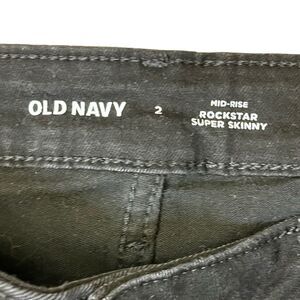 OLD NAVY
2
MID-RISE
ROCKSTAR
SUPER SKINNY